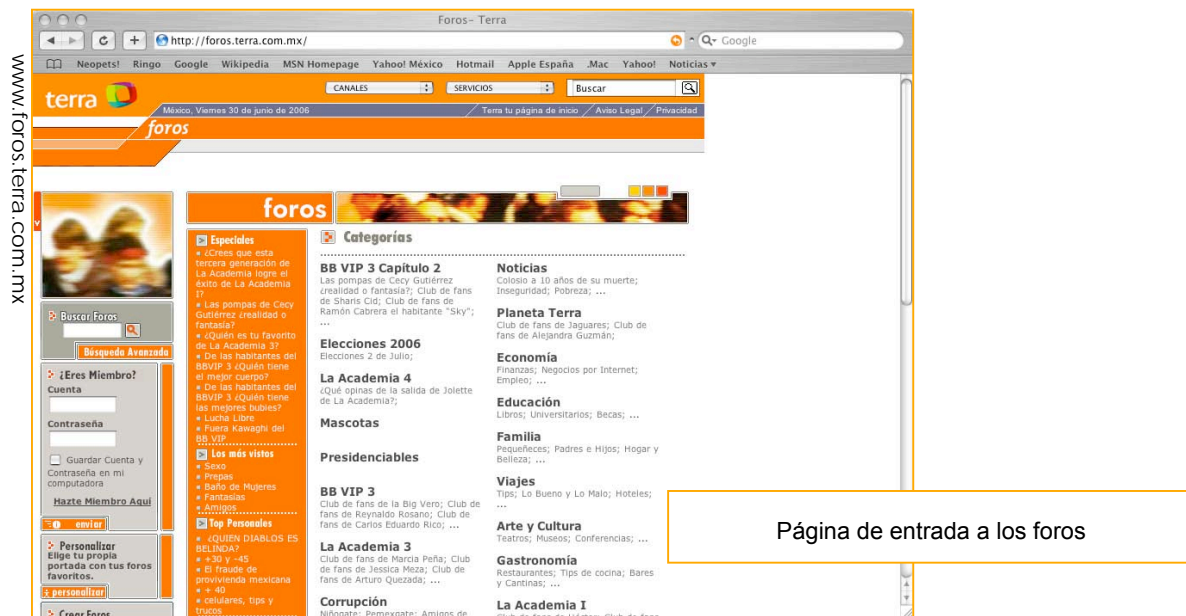 www.foros.terra.com.mx
Foros- Terra
http://foros.terra.com.mx/
Google
Neopets! Ringo Google Wikipedia MSN Homepage Yahoo! México Hotmail Apple España .Mac Yahoo! Noticias
terra
CANALES
SERVICIOS
Buscar
México, Viernes 30 de junio de 2006
Terra tu página de inicio / Aviso Legal / Privacidad
foros
foros
Buscar Foros
Búsqueda Avanzada
¿Eres Miembro?
Cuenta
Contraseña
Guardar Cuenta y
Contraseña en mi
computadora
Hazte Miembro Aqui
enviar
Personalizar
Elige tu propia
portada con tus foros
favoritos.
personalizar
Crear Foros
Especiales
¿Crees que esta
tercera generación de
La Academia logre el
éxito de La Academia
I?
Las pompas de Cecy
Gutiérrez ¿realidad o
fantasía?
¿Quién es tu favorito
de La Academia 3?
De las habitantes del
BBVIP 3 ¿Quién tiene
el mejor cuerpo?
De las habitantes del
BBVIP 3 ¿Quién tiene
las mejores bubies?
Lucha Libre
Fuera Kawaghi del
BB VIP
Los más vistos
Sexo
Prepas
Baño de Mujeres
Fantasías
Amigos
Top Personales
¿QUIEN DIABLOS ES
BELINDA?
+30 y -45
El fraude de
provivienda mexicana
+ 40
celulares, tips y
trucos
Categorías
BB VIP 3 Capítulo 2
Las pompas de Cecy Gutiérrez
¿realidad o fantasía?; Club de fans
de Sharis Cid; Club de fans de
Ramón Cabrera el habitante "Sky";
...
Elecciones 2006
Elecciones 2 de Julio;
La Academia 4
¿Qué opinas de la salida de Jolette
de La Academia?;
Mascotas
Presidenciables
BB VIP 3
Club de fans de la Big Vero; Club de
fans de Reynaldo Rosano; Club de
fans de Carlos Eduardo Rico; ...
La Academia 3
Club de fans de Marcia Peña; Club
de fans de Jessica Meza; Club de
fans de Arturo Quezada; ...
Corrupción
Niñogate; Pemexgate; Amigos de
Noticias
Colosio a 10 años de su muerte;
Inseguridad; Pobreza; ...
Planeta Terra
Club de fans de Jaguares; Club de
fans de Alejandra Guzmán;
Economía
Finanzas; Negocios por Internet;
Empleo; ...
Educación
Libros; Universitarios; Becas; ...
Familia
Pequeñeces; Padres e Hijos; Hogar y
Belleza; ...
Viajes
Tips; Lo Bueno y Lo Malo; Hoteles;
...
Arte y Cultura
Teatros; Museos; Conferencias; ...
Gastronomía
Restaurantes; Tips de cocina; Bares
y Cantinas; ...
La Academia I
Página de entrada a los foros